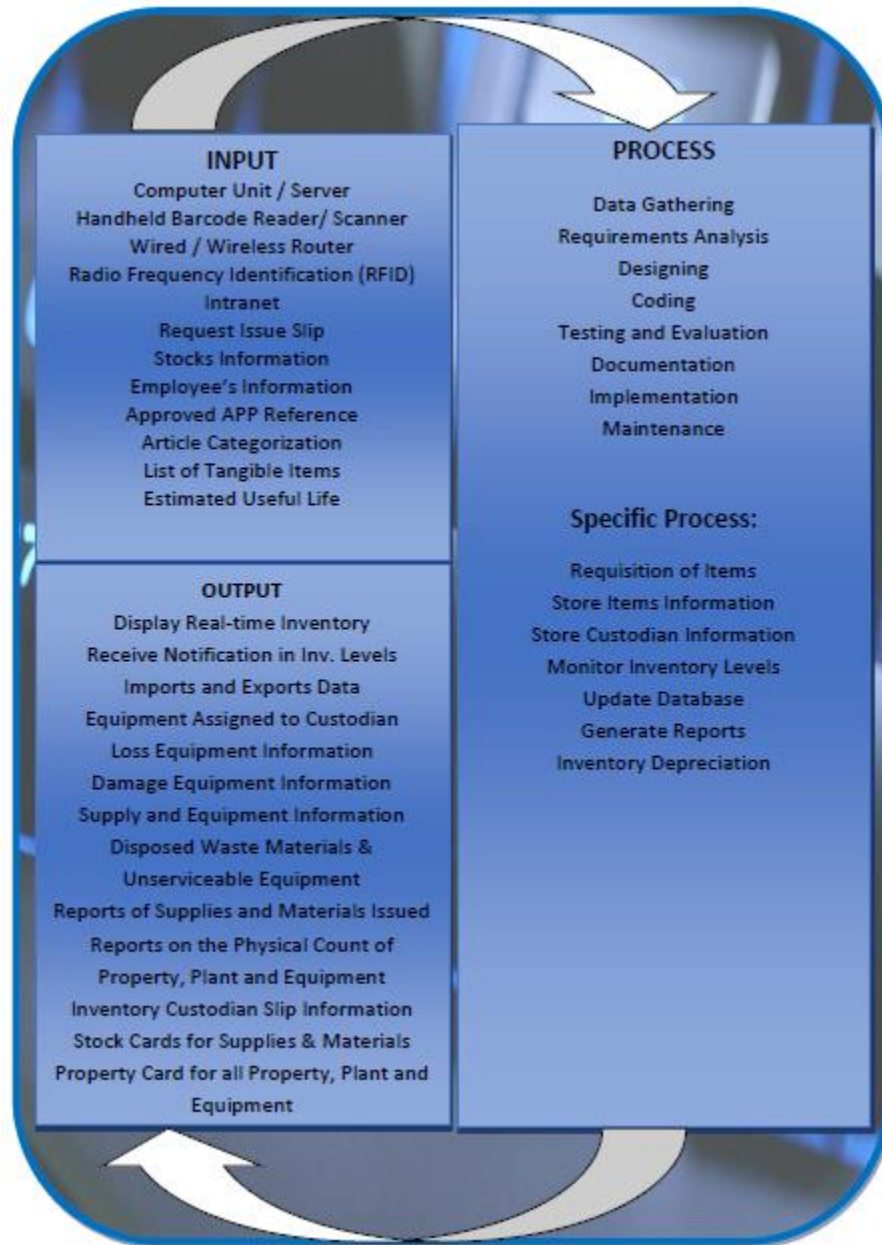 INPUT
Computer Unit / Server
Handheld Barcode Reader/ Scanner
Wired / Wireless Router
Radio Frequency Identification (RFID)
Intranet
Request Issue Slip
Stocks Information
Employee's Information
Approved APP Reference
Article Categorization
List of Tangible Items
Estimated Useful Life
PROCESS
Data Gathering
Requirements Analysis
Designing
Coding
Testing and Evaluation
Documentation
Implementation
Maintenance
Specific Process:
Requisition of Items
Store Items Information
Store Custodian Information
Monitor Inventory Levels
Update Database
Generate Reports
Inventory Depreciation
OUTPUT
Display Real-time Inventory
Receive Notification in Inv. Levels
Imports and Exports Data
Equipment Assigned to Custodian
Loss Equipment Information
Damage Equipment Information
Supply and Equipment Information
Disposed Waste Materials &
Unserviceable Equipment
Reports of Supplies and Materials Issued
Reports on the Physical Count of
Property, Plant and Equipment
Inventory Custodian Slip Information
Stock Cards for Supplies & Materials
Property Card for all Property, Plant and
Equipment